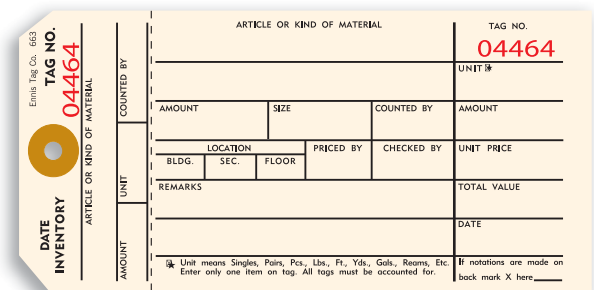 Ennis Tag Co. 663
TAG NO.
04464
DATE
INVENTORY
ARTICLE OR KIND OF MATERIAL
COUNTED BY
UNIT
AMOUNT
ARTICLE OR KIND OF MATERIAL
TAG NO.
04464
UNIT
AMOUNT SIZE COUNTED BY AMOUNT
LOCATION PRICED BY CHECKED BY UNIT PRICE
BLDG. SEC. FLOOR
REMARKS TOTAL VALUE
DATE
Unit means Singles, Pairs, Pcs., Lbs., Ft., Yds., Gals., Reams, Etc.
Enter only one item on tag. All tags must be accounted for.
If notations are made on
back mark X here